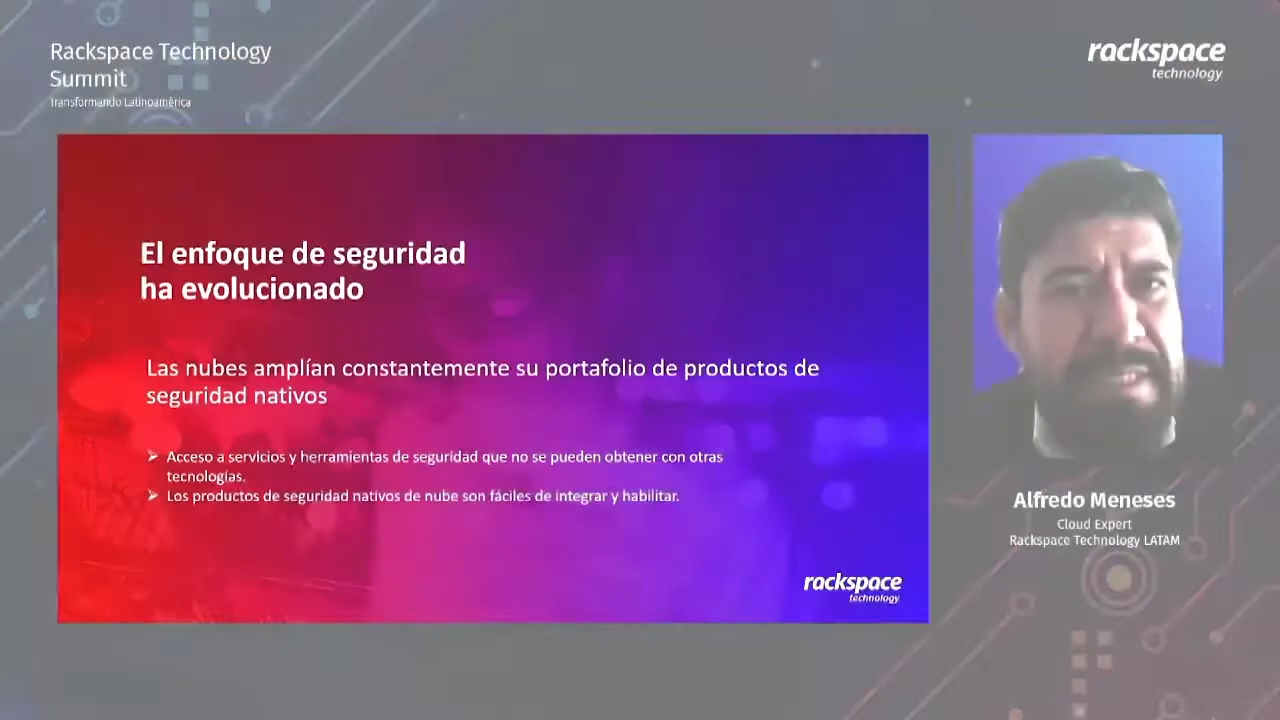 Rackspace Technology
Summit
Transformando Latinoamérica
rackspace
technology
El enfoque de seguridad
ha evolucionado
Las nubes amplían constantemente su portafolio de productos de
seguridad nativos
➢ Acceso a servicios y herramientas de seguridad que no se pueden obtener con otras
tecnologías.
➢ Los productos de seguridad nativos de nube son fáciles de integrar y habilitar.
rackspace
technology
Alfredo Meneses
Cloud Expert
Rackspace Technology LATAM